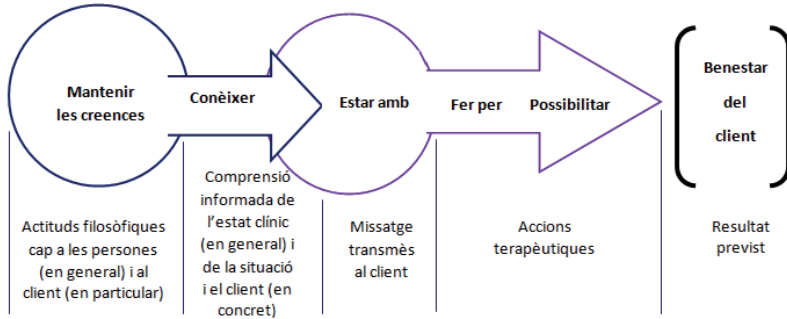 Mantenir
les creences
Conèixer
Estar amb
Fer per
Possibilitar
Benestar
del
client
Actituds filosòfiques
cap a les persones
(en general) i al
client (en particular)
Comprensió
informada de
l'estat clínic
(en general) i
de la situació
i el client (en
concret)
Missatge
transmès
al client
Accions
terapèutiques
Resultat
previst